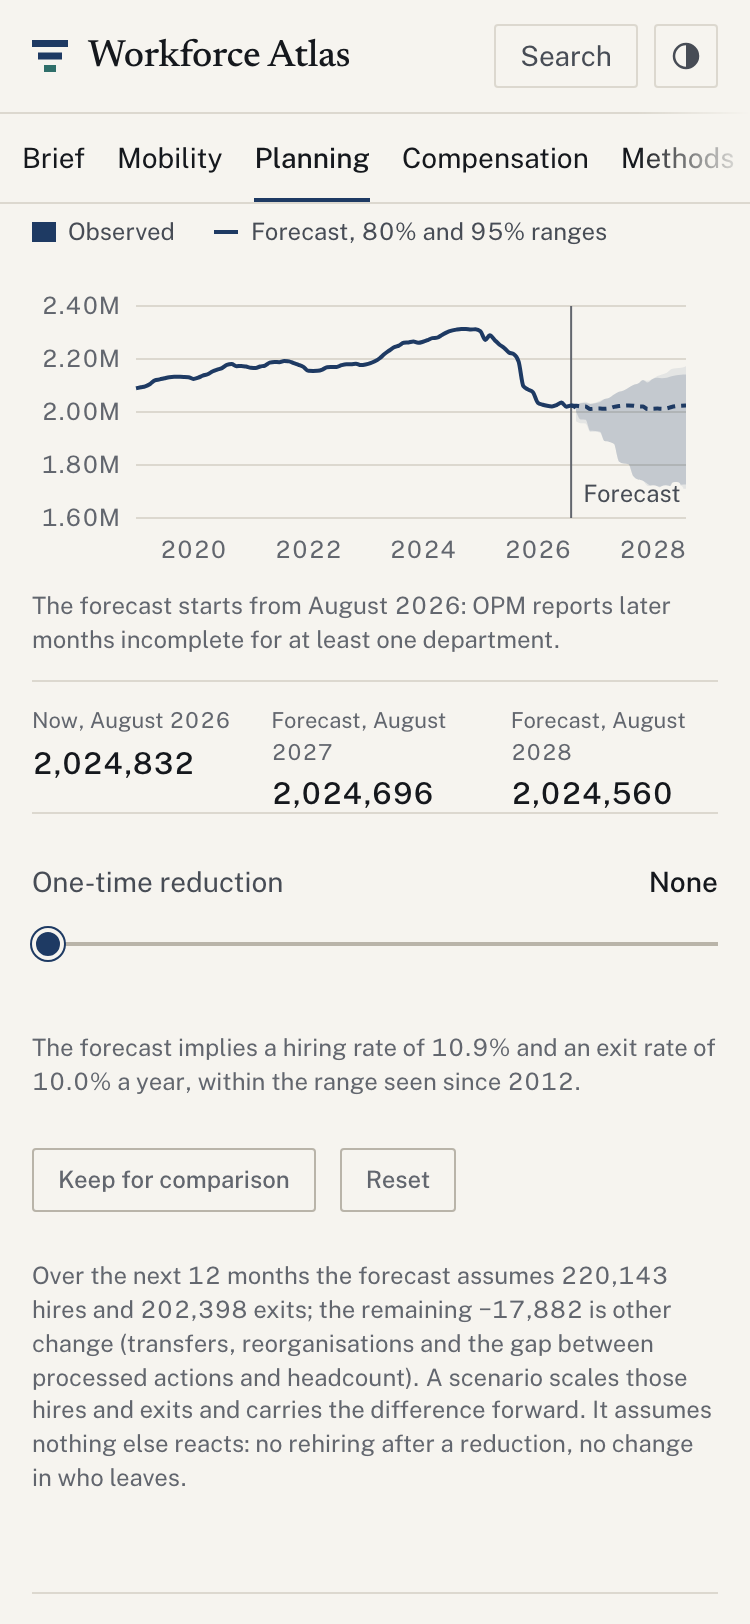 Workforce Atlas
Search
Brief Mobility Planning Compensation Methods
Observed Forecast, 80% and 95% ranges
2.40M
2.20M
2.00M
1.80M
1.60M
Forecast
2020 2022 2024 2026 2028
The forecast starts from August 2026: OPM reports later
months incomplete for at least one department.
Now, August 2026
2,024,832
Forecast, August
2027
2,024,696
Forecast, August
2028
2,024,560
One-time reduction None
The forecast implies a hiring rate of 10.9% and an exit rate of
10.0% a year, within the range seen since 2012.
Keep for comparison Reset
Over the next 12 months the forecast assumes 220,143
hires and 202,398 exits; the remaining −17,882 is other
change (transfers, reorganisations and the gap between
processed actions and headcount). A scenario scales those
hires and exits and carries the difference forward. It assumes
nothing else reacts: no rehiring after a reduction, no change
in who leaves.